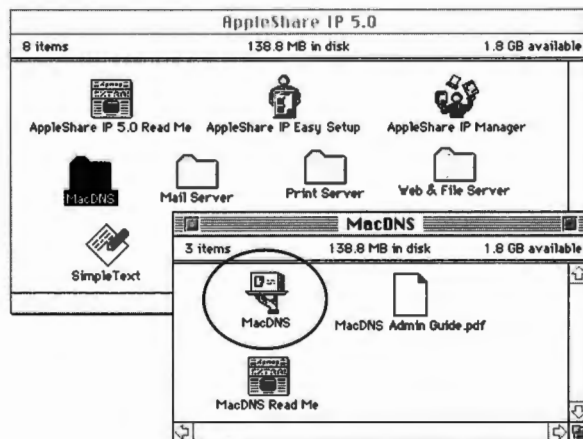 AppleShare IP 5.0
8 items 138.8 MB in disk 1.8 GB available
AppleShare IP 5.0 Read Me AppleShare IP Easy Setup AppleShare IP Manager
MacDNS Mail Server Print Server Web & File Server
SimpleText
MacDNS
3 items 138.8 MB in disk 1.8 GB available
MacDNS MacDNS Admin Guide.pdf
MacDNS Read Me